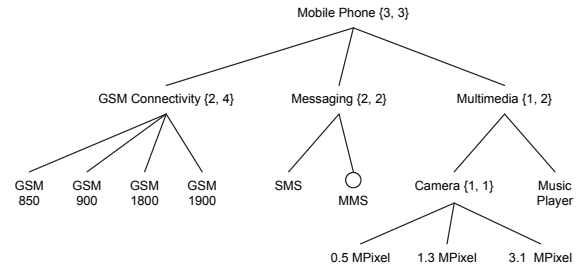 Mobile Phone {3, 3}
GSM Connectivity {2, 4}
Messaging {2, 2}
Multimedia {1, 2}
GSM
850
GSM
900
GSM
1800
GSM
1900
SMS
MMS
Camera {1, 1}
Music
Player
0.5 MPixel
1.3 MPixel
3.1 MPixel